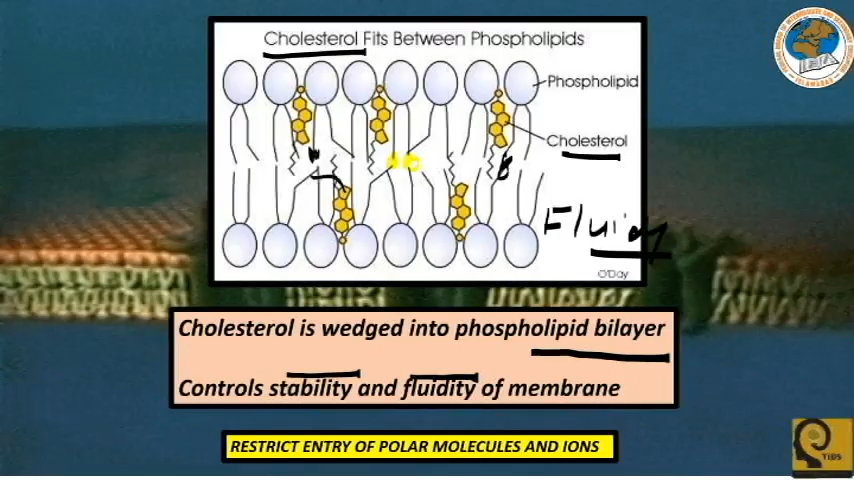 Cholesterol Fits Between Phospholipids
Phospholipid
Cholesterol
O'Day
Cholesterol is wedged into phospholipid bilayer
Controls stability and fluidity of membrane
RESTRICT ENTRY OF POLAR MOLECULES AND IONS
TIPS